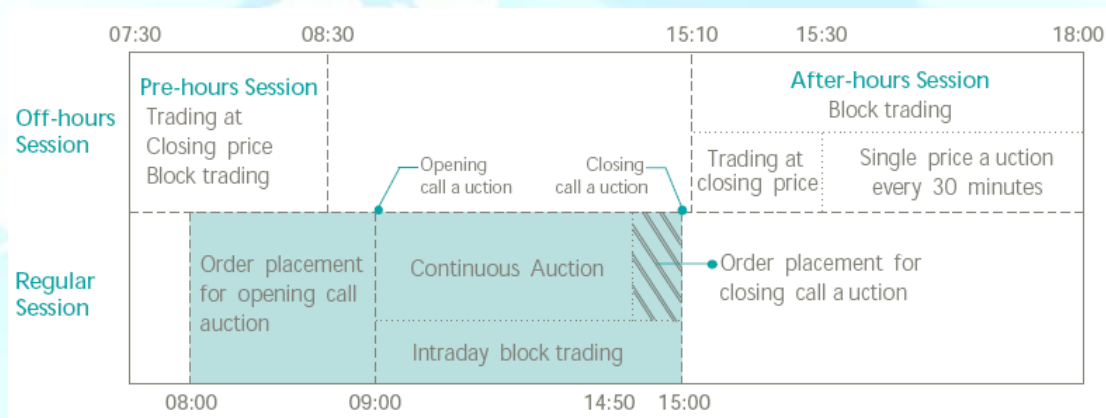 07:30 08:30 15:10 15:30 18:00
Off-hours
Session
Pre-hours Session
Trading at
Closing price
Block trading
Opening
call a uction
Closing
call a uction
After-hours Session
Block trading
Trading at
closing price
Single price a uction
every 30 minutes
Regular
Session
Order placement
for opening call
auction
Continuous Auction
Order placement for
closing call a uction
Intraday block trading
08:00 09:00 14:50 15:00